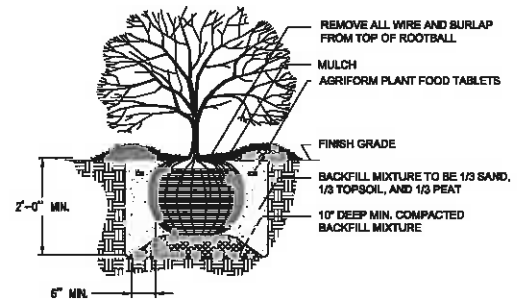 REMOVE ALL WIRE AND BURLAP
FROM TOP OF ROOTBALL
MULCH
AGRIFORM PLANT FOOD TABLETS
FINISH GRADE
BACKFILL MIXTURE TO BE 1/3 SAND,
1/3 TOPSOIL, AND 1/3 PEAT
10" DEEP MIN. COMPACTED
BACKFILL MIXTURE
2'-0" MIN.
6" MIN.